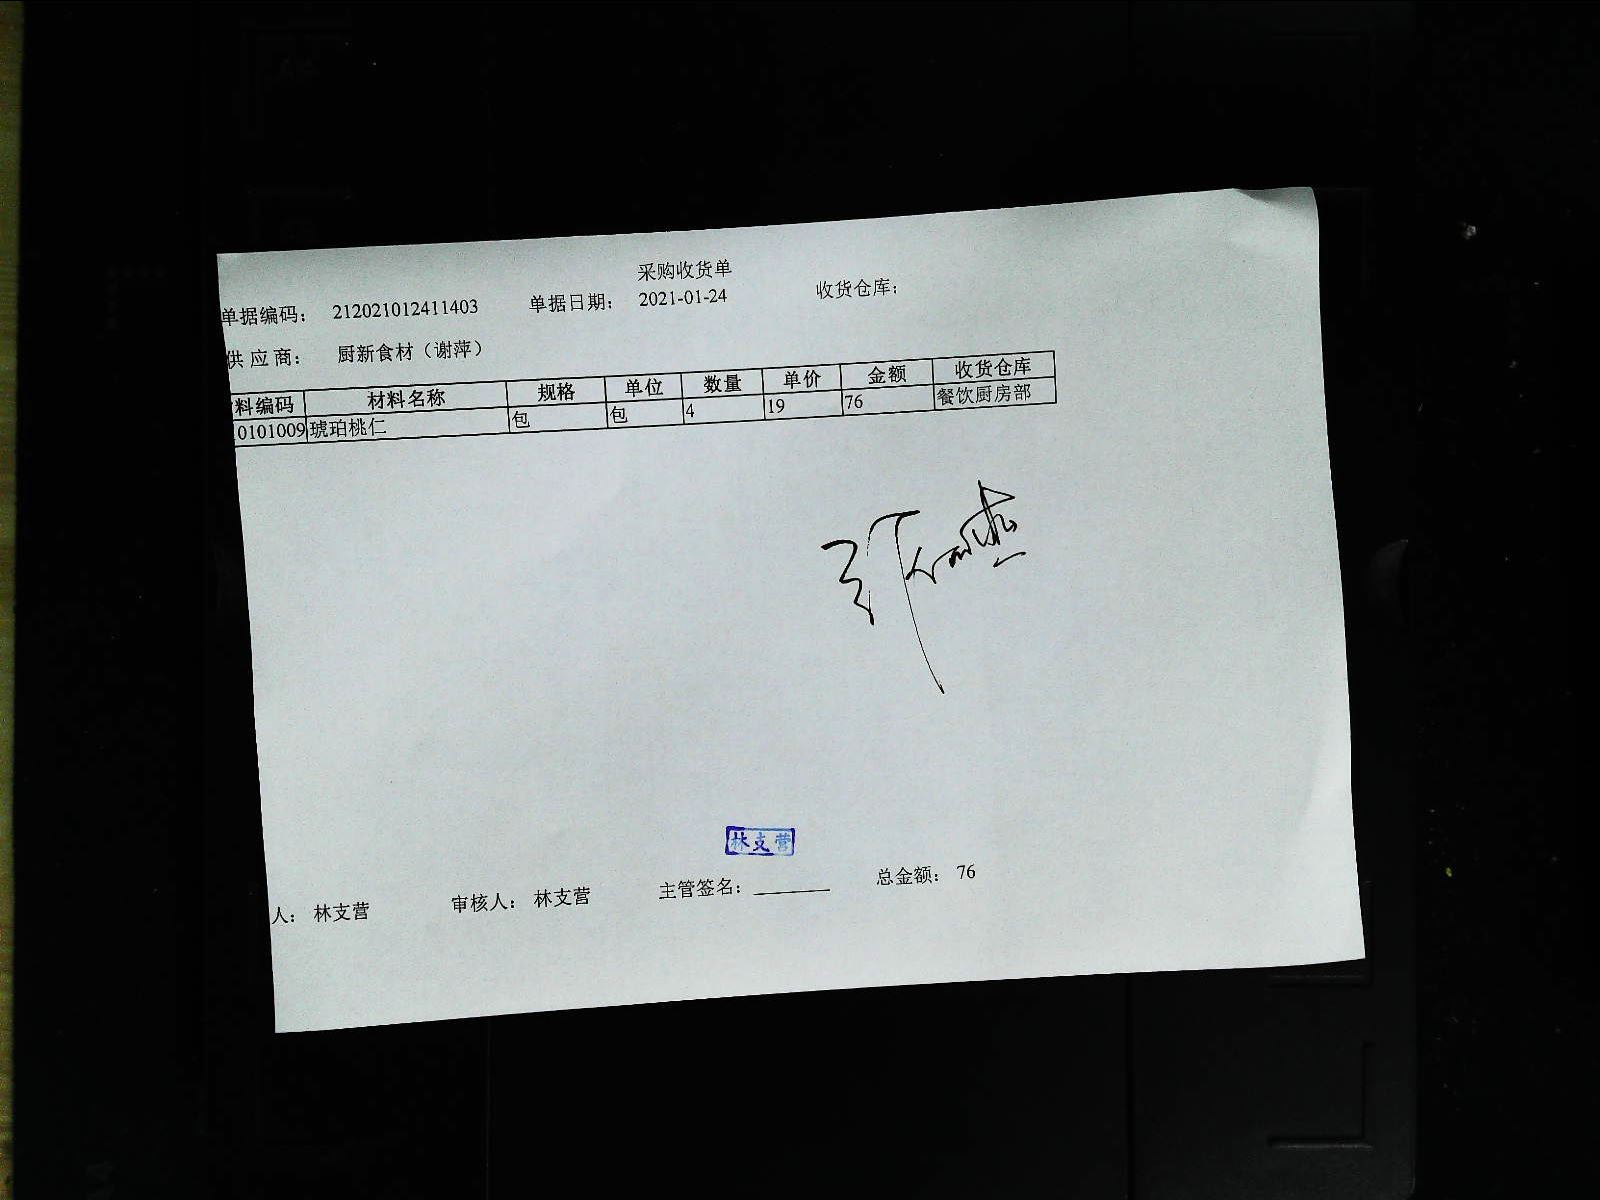 采购收货单
单据编码： 212021012411403 单据日期： 2021-01-24 收货仓库：
供应商： 厨新食材（谢萍）
料编码 材料名称 规格 单位 数量 单价 金额 收货仓库
0101009 琥珀桃仁 包 包 4 19 76 餐饮厨房部
林支营
人： 林支营 审核人： 林支营 主管签名： 总金额： 76